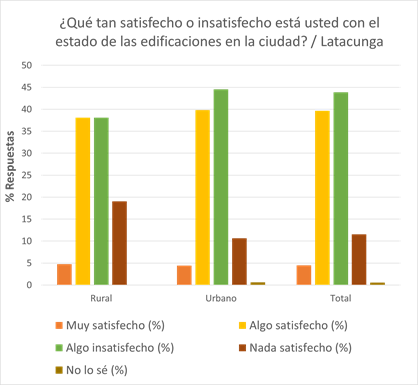 ¿Qué tan satisfecho o insatisfecho está usted con el
estado de las edificaciones en la ciudad? / Latacunga
% Respuestas
50
45
40
35
30
25
20
15
10
5
0
Rural Urbano Total
Muy satisfecho (%) Algo satisfecho (%)
Algo insatisfecho (%) Nada satisfecho (%)
No lo sé (%)